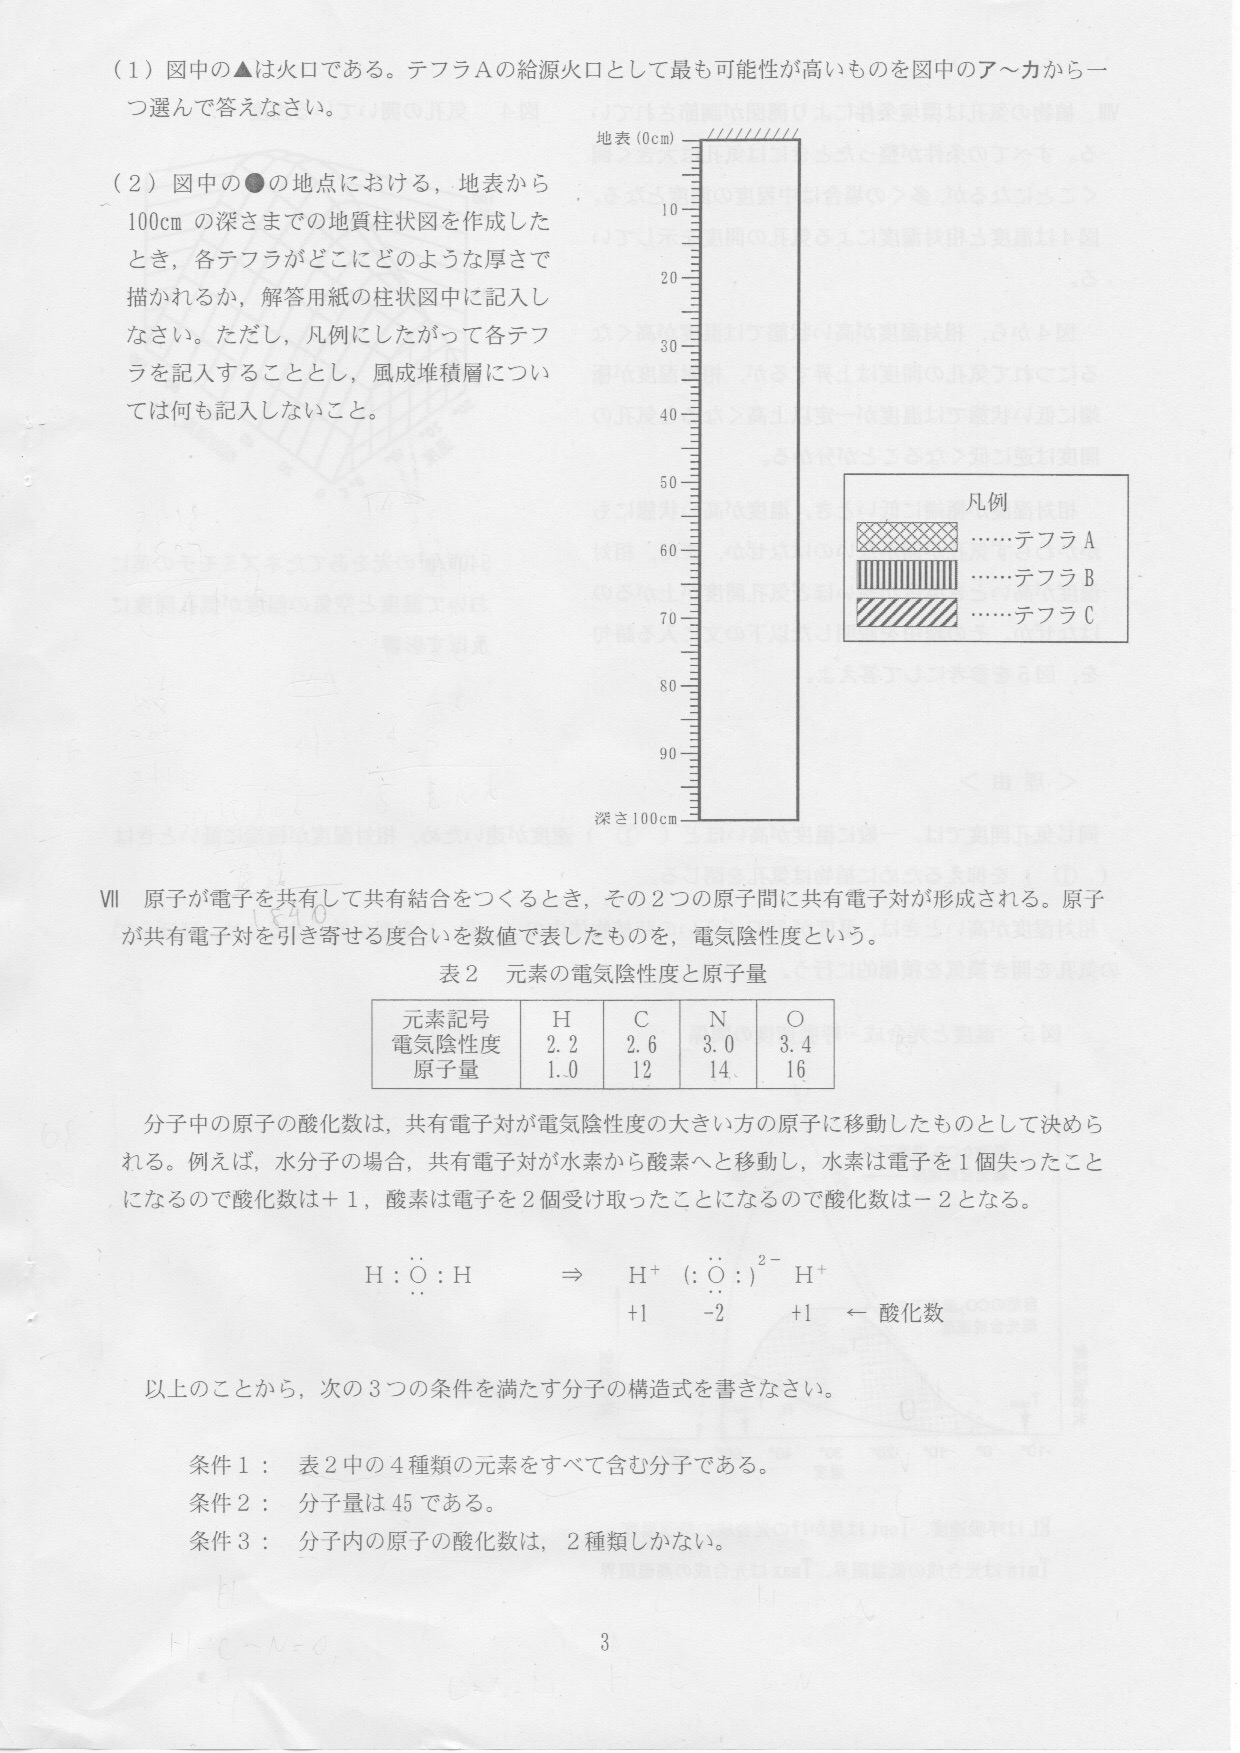 （１）図中の▲は火口である。テフラＡの給源火口として最も可能性が高いものを図中のア～カから一
つ選んで答えなさい。
（２）図中の●の地点における，地表から
100cm の深さまでの地質柱状図を作成した
とき，各テフラがどこにどのような厚さで
描かれるか，解答用紙の柱状図中に記入し
なさい。ただし，凡例にしたがって各テフ
ラを記入することとし，風成堆積層につい
ては何も記入しないこと。
地表(0cm)
10
20
30
40
50
60
70
80
90
深さ100cm
凡例
……テフラＡ
……テフラＢ
……テフラＣ
Ⅶ　原子が電子を共有して共有結合をつくるとき，その２つの原子間に共有電子対が形成される。原子
が共有電子対を引き寄せる度合いを数値で表したものを，電気陰性度という。
表２　元素の電気陰性度と原子量
元素記号 Ｈ Ｃ Ｎ Ｏ
電気陰性度 2.2 2.6 3.0 3.4
原子量 1.0 12 14 16
分子中の原子の酸化数は，共有電子対が電気陰性度の大きい方の原子に移動したものとして決めら
れる。例えば，水分子の場合，共有電子対が水素から酸素へと移動し，水素は電子を１個失ったこと
になるので酸化数は＋１，酸素は電子を２個受け取ったことになるので酸化数は－２となる。
Ｈ：Ö：Ｈ　⇒　Ｈ⁺ (：Ö：)²⁻ Ｈ⁺
+1 -2 +1 ← 酸化数
以上のことから，次の３つの条件を満たす分子の構造式を書きなさい。
条件１：　表２中の４種類の元素をすべて含む分子である。
条件２：　分子量は 45 である。
条件３：　分子内の原子の酸化数は，２種類しかない。
3